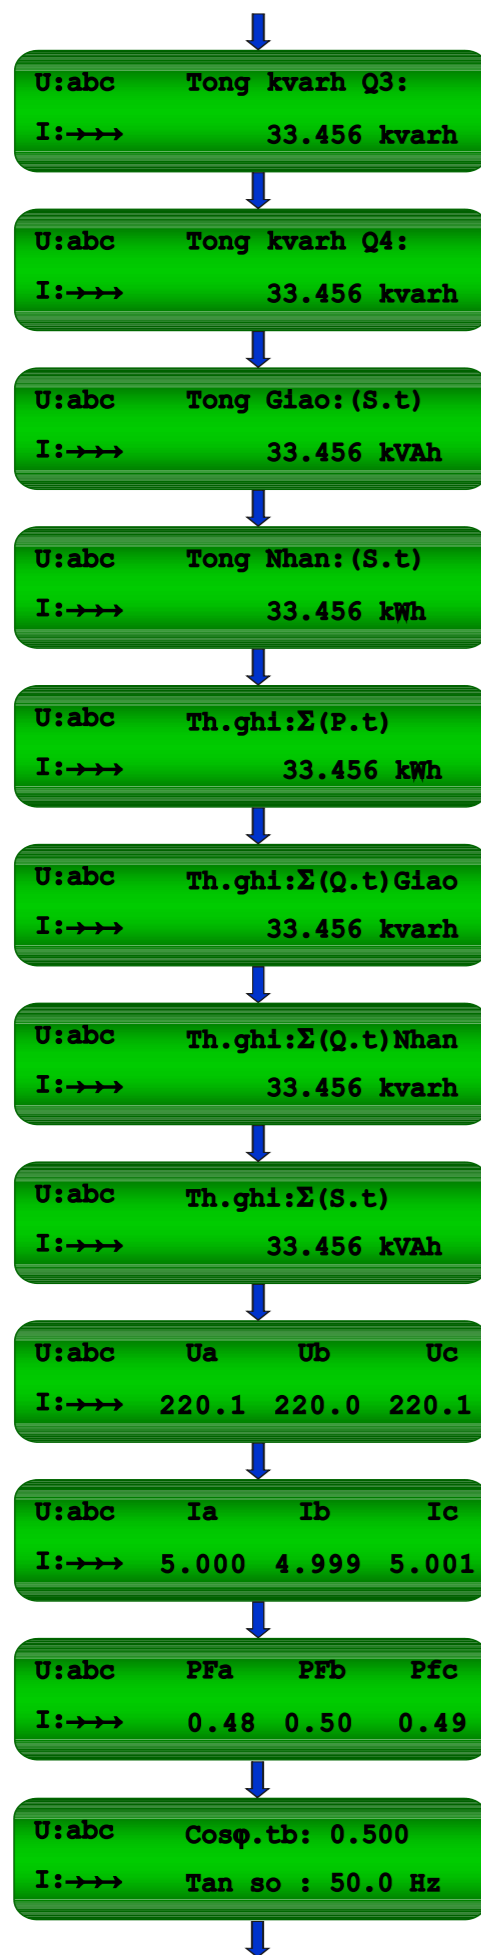 U:abc Tong kvarh Q3:
I:→→→ 33.456 kvarh
U:abc Tong kvarh Q4:
I:→→→ 33.456 kvarh
U:abc Tong Giao:(S.t)
I:→→→ 33.456 kVAh
U:abc Tong Nhan:(S.t)
I:→→→ 33.456 kWh
U:abc Th.ghi:Σ(P.t)
I:→→→ 33.456 kWh
U:abc Th.ghi:Σ(Q.t)Giao
I:→→→ 33.456 kvarh
U:abc Th.ghi:Σ(Q.t)Nhan
I:→→→ 33.456 kvarh
U:abc Th.ghi:Σ(S.t)
I:→→→ 33.456 kVAh
U:abc Ua Ub Uc
I:→→→ 220.1 220.0 220.1
U:abc Ia Ib Ic
I:→→→ 5.000 4.999 5.001
U:abc PFa PFb Pfc
I:→→→ 0.48 0.50 0.49
U:abc Cosφ.tb: 0.500
I:→→→ Tan so : 50.0 Hz